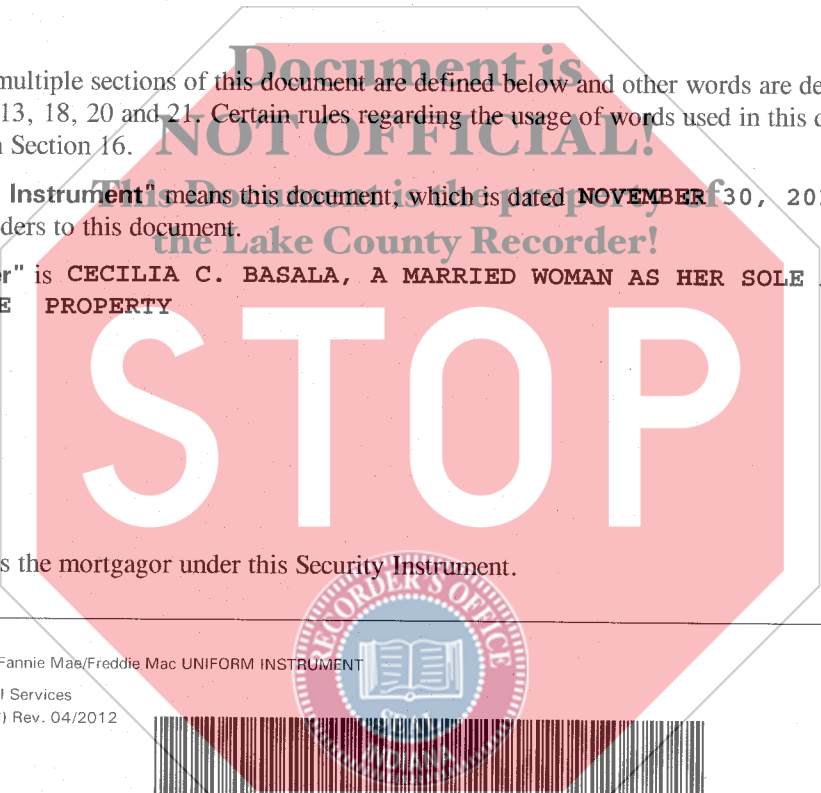 Document is
multiple sections of this document are defined below and other words are de
NOT OFFICIAL!
13, 18, 20 and 21. Certain rules regarding the usage of words used in this d
Section 16.
This Document is the property of
Instrument" means this document, which is dated NOVEMBER 30, 20
the Lake County Recorder!
ders to this document.
er" is CECILIA C. BASALA, A MARRIED WOMAN AS HER SOLE
E PROPERTY
STOP
s the mortgagor under this Security Instrument.
RECORDER'S OFFICE
Fannie Mae/Freddie Mac UNIFORM INSTRUMENT
l Services
) Rev. 04/2012
SEAL
INDIANA